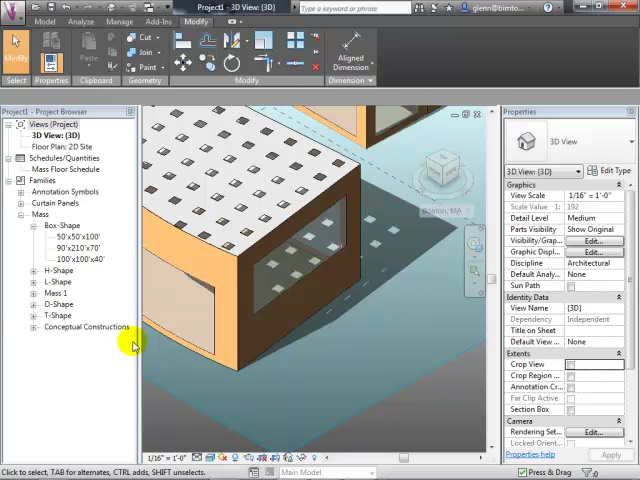 Project1 - 3D View: {3D}
Type a keyword or phrase
glenn@bimto...
Model
Analyze
Manage
Add-Ins
Modify
Modify
Paste
Cut
Join
Paint
Aligned
Dimension
Select
Properties
Clipboard
Geometry
Modify
Dimension
Project1 - Project Browser
Views (Project)
3D View: {3D}
Floor Plan: 2D Site
Schedules/Quantities
Mass Floor Schedule
Families
Annotation Symbols
Curtain Panels
Mass
Box-Shape
50'x50'x100'
90'x210'x70'
100'x100'x40'
H-Shape
L-Shape
Mass 1
O-Shape
T-Shape
Conceptual Constructions
Boston, MA
Properties
3D View
3D View: {3D}
Edit Type
Graphics
View Scale 1/16" = 1'-0"
Scale Value 1: 192
Detail Level Medium
Parts Visibility Show Original
Visibility/Grap... Edit...
Graphic Displ... Edit...
Discipline Architectural
Default Analy... None
Sun Path
Identity Data
View Name {3D}
Dependency Independent
Title on Sheet
Default View ... None
Extents
Crop View
Crop Region ...
Annotation Cr...
Far Clip Active
Section Box
Camera
Rendering Set... Edit...
Locked Orient...
Properties help
Apply
1/16" = 1'-0"
Click to select, TAB for alternates, CTRL adds, SHIFT unselects.
Main Model
Press & Drag
:0